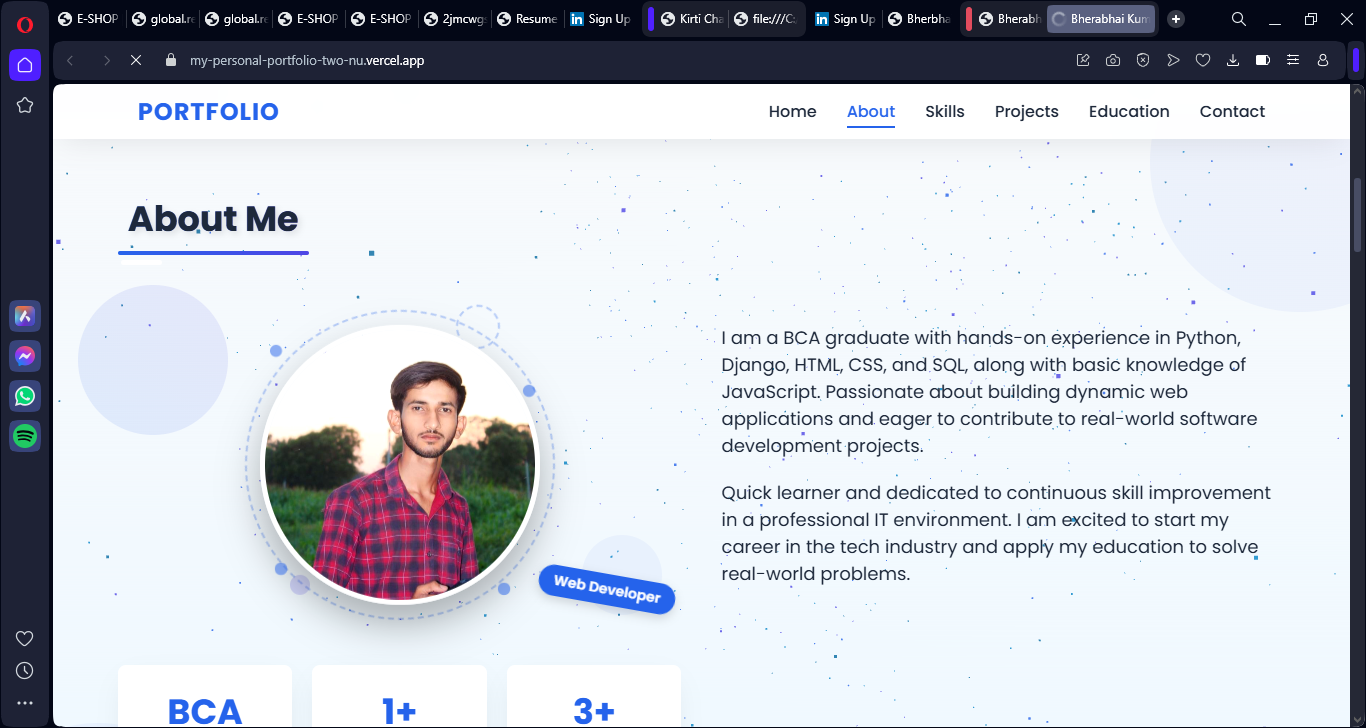 E-SHOP
global.re
global.re
E-SHOP
E-SHOP
2jmcwgs
Resume
Sign Up
Kirti Cha
file:///C:
Sign Up
Bherbha
Bherabh
Bherabhai Kum
my-personal-portfolio-two-nu.vercel.app
PORTFOLIO
Home
About
Skills
Projects
Education
Contact
About Me
I am a BCA graduate with hands-on experience in Python,
Django, HTML, CSS, and SQL, along with basic knowledge of
JavaScript. Passionate about building dynamic web
applications and eager to contribute to real-world software
development projects.
Quick learner and dedicated to continuous skill improvement
in a professional IT environment. I am excited to start my
career in the tech industry and apply my education to solve
real-world problems.
Web Developer
BCA
1+
3+